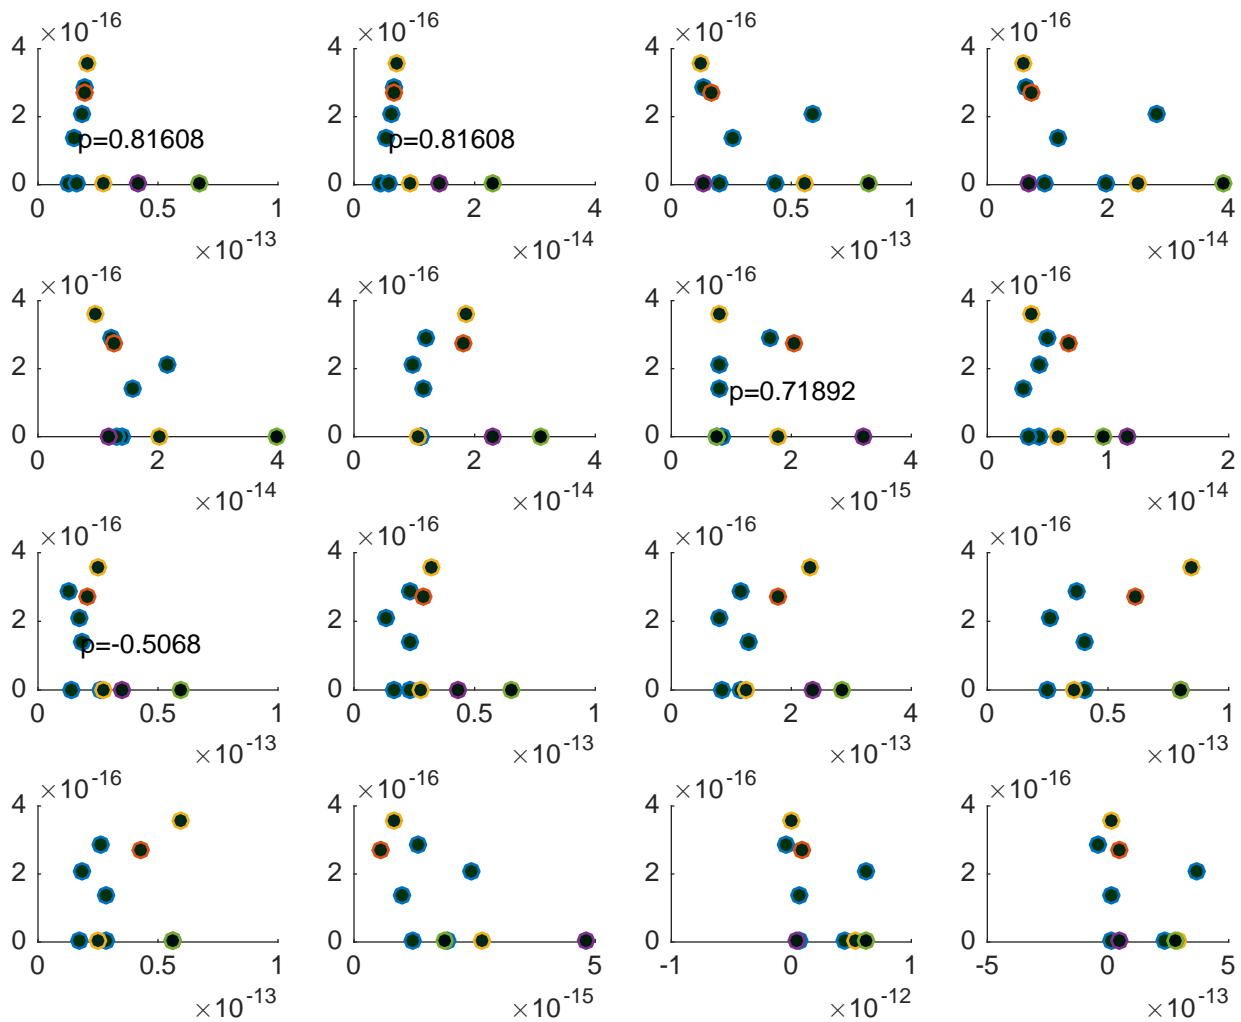 ×10-16 ×10-16 ×10-16 ×10-16
4 4 4 4
2 2 2 2
p=0.81608 p=0.81608
0 0 0 0
0 0.5 1 0 2 4 0 0.5 1 0 2 4
×10-13 ×10-14 ×10-13 ×10-14
×10-16 ×10-16 ×10-16 ×10-16
4 4 4 4
2 2 2 2
p=0.71892
0 0 0 0
0 2 4 0 2 4 0 2 4 0 1 2
×10-14 ×10-14 ×10-15 ×10-14
×10-16 ×10-16 ×10-16 ×10-16
4 4 4 4
2 2 2 2
p=-0.5068
0 0 0 0
0 0.5 1 0 0.5 1 0 2 4 0 0.5 1
×10-13 ×10-13 ×10-13 ×10-13
×10-16 ×10-16 ×10-16 ×10-16
4 4 4 4
2 2 2 2
0 0 0 0
0 0.5 1 0 5 -1 0 1 -5 0 5
×10-13 ×10-15 ×10-12 ×10-13